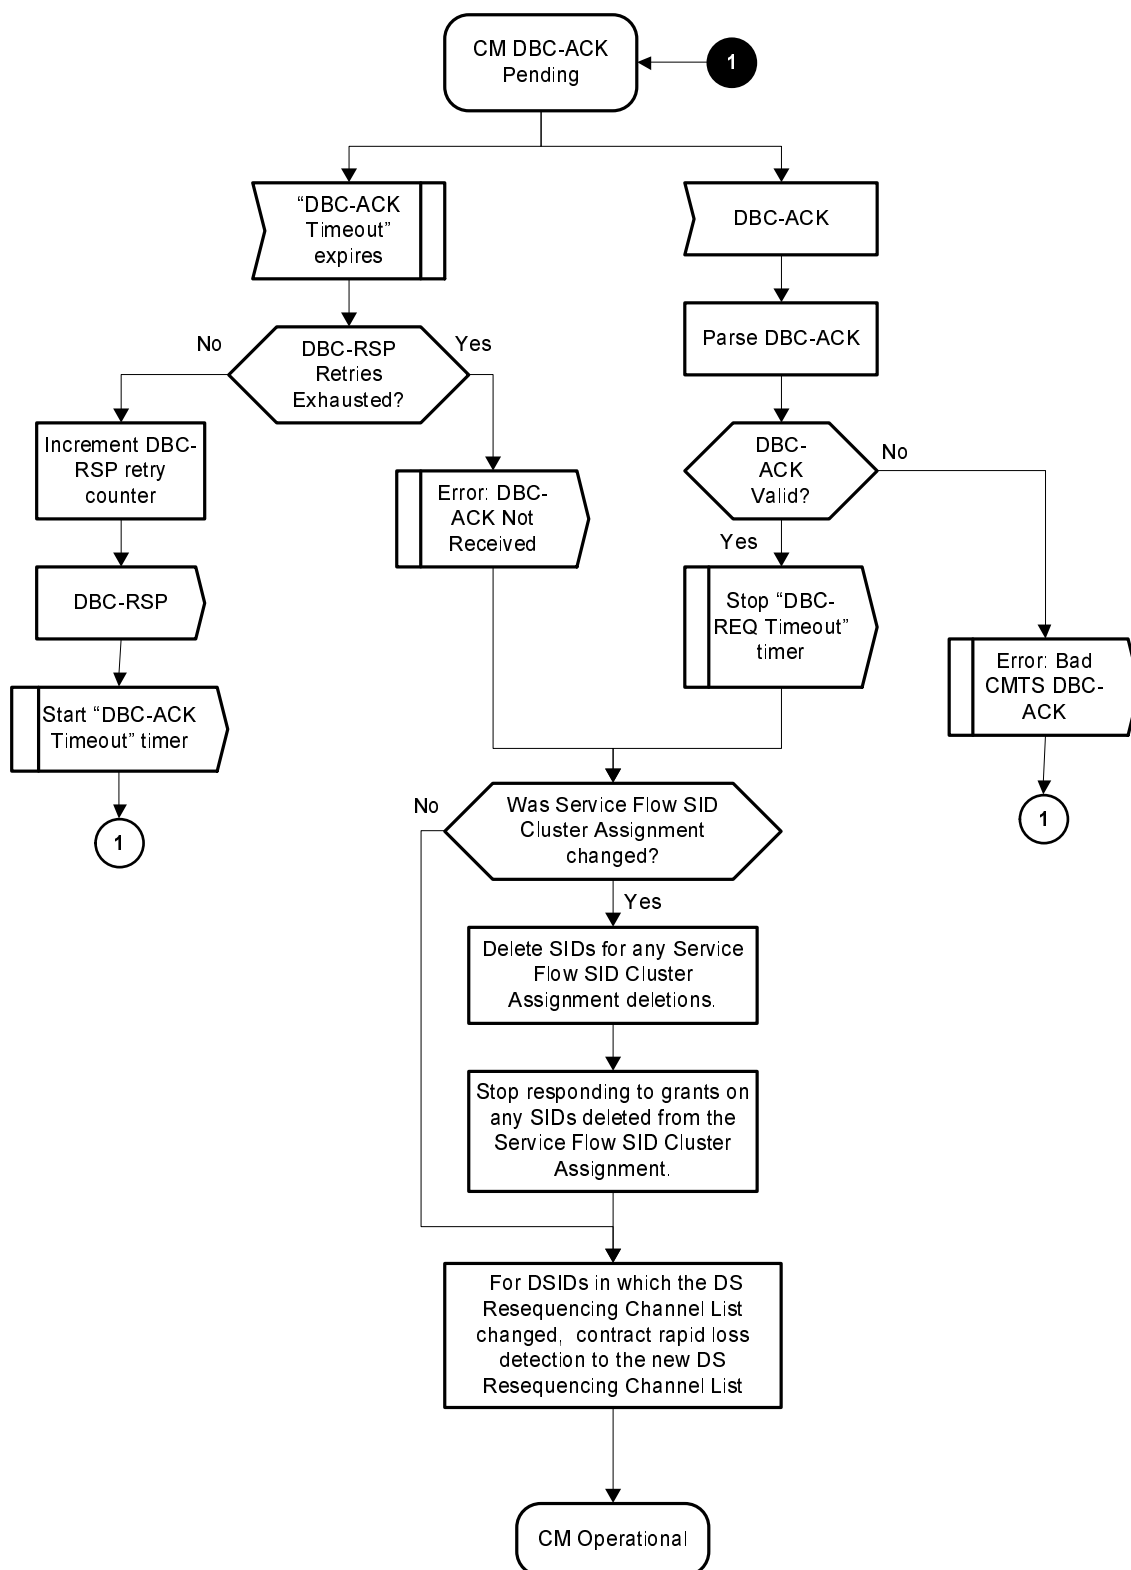 CM DBC-ACK
Pending
1
“DBC-ACK
Timeout”
expires
DBC-ACK
Parse DBC-ACK
No
DBC-RSP
Retries
Exhausted?
Yes
DBC-
ACK
Valid?
No
Yes
Increment DBC-
RSP retry
counter
Error: DBC-
ACK Not
Received
DBC-RSP
Stop “DBC-
REQ Timeout”
timer
Error: Bad
CMTS DBC-
ACK
Start “DBC-ACK
Timeout” timer
1
1
No
Was Service Flow SID
Cluster Assignment
changed?
Yes
Delete SIDs for any Service
Flow SID Cluster
Assignment deletions.
Stop responding to grants on
any SIDs deleted from the
Service Flow SID Cluster
Assignment.
For DSIDs in which the DS
Resequencing Channel List
changed,  contract rapid loss
detection to the new DS
Resequencing Channel List
CM Operational